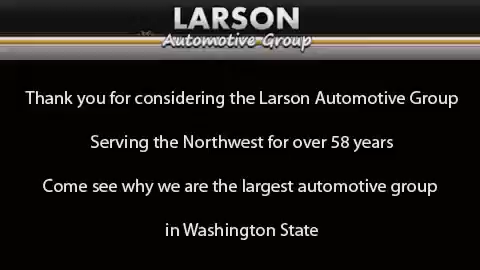 LARSON
Automotive Group
Thank you for considering the Larson Automotive Group
Serving the Northwest for over 58 years
Come see why we are the largest automotive group
in Washington State